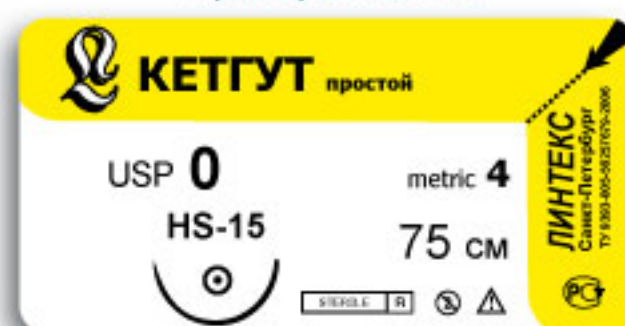 КЕТГУТ простой
USP 0
metric 4
HS-15
75 см
STERILE R
ЛИНТЕКС
Санкт-Петербург